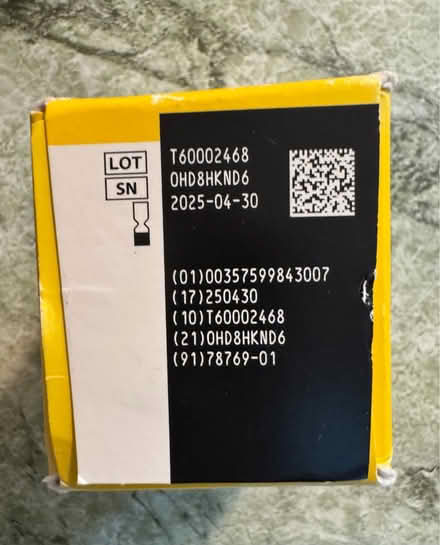 LOT T60002468
SN 0HD8HKND6
2025-04-30
(01)00357599843007
(17)250430
(10)T60002468
(21)0HD8HKND6
(91)78769-01